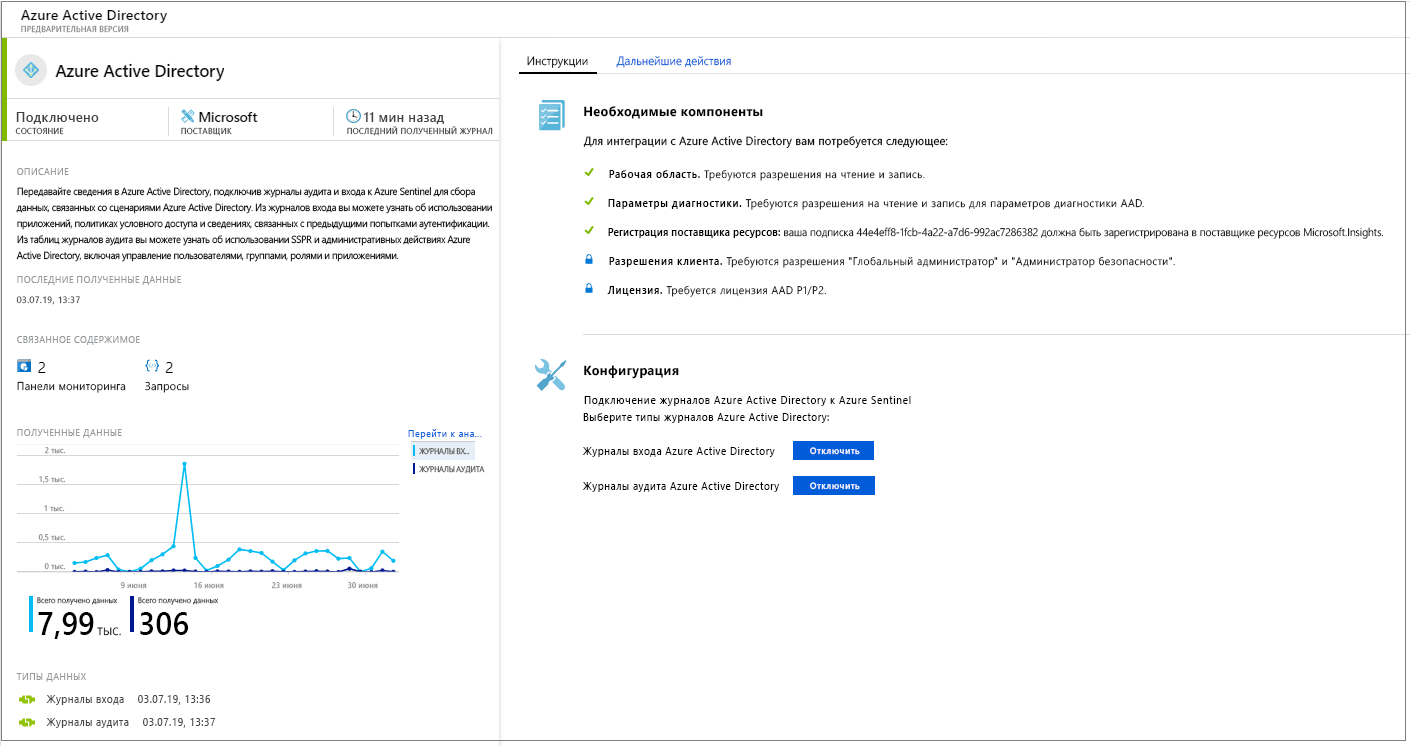 Azure Active Directory
ПРЕДВАРИТЕЛЬНАЯ ВЕРСИЯ
Azure Active Directory
Подключено
СОСТОЯНИЕ
Microsoft
ПОСТАВЩИК
11 мин назад
ПОСЛЕДНИЙ ПОЛУЧЕННЫЙ ЖУРНАЛ
ОПИСАНИЕ
Передавайте сведения в Azure Active Directory, подключив журналы аудита и входа к Azure Sentinel для сбора
данных, связанных со сценариями Azure Active Directory. Из журналов входа вы можете узнать об использовании
приложений, политиках условного доступа и сведениях, связанных с предыдущими попытками аутентификации.
Из таблиц журналов аудита вы можете узнать об использовании SSPR и административных действиях Azure
Active Directory, включая управление пользователями, группами, ролями и приложениями.
ПОСЛЕДНИЕ ПОЛУЧЕННЫЕ ДАННЫЕ
03.07.19, 13:37
СВЯЗАННОЕ СОДЕРЖИМОЕ
2
Панели мониторинга
2
Запросы
ПОЛУЧЕННЫЕ ДАННЫЕ
Перейти к ана...
ЖУРНАЛЫ ВХ...
ЖУРНАЛЫ АУДИТА
2 тыс.
1,5 тыс.
1 тыс.
0,5 тыс.
0 тыс.
9 июня
16 июня
23 июня
30 июня
Всего получено данных
7,99 ТЫС.
Всего получено данных
306
ТИПЫ ДАННЫХ
Журналы входа 03.07.19, 13:36
Журналы аудита 03.07.19, 13:37
Инструкции
Дальнейшие действия
Необходимые компоненты
Для интеграции с Azure Active Directory вам потребуется следующее:
Рабочая область. Требуются разрешения на чтение и запись.
Параметры диагностики. Требуются разрешения на чтение и запись для параметров диагностики AAD.
Регистрация поставщика ресурсов: ваша подписка 44e4eff8-1fcb-4a22-a7d6-992ac7286382 должна быть зарегистрирована в поставщике ресурсов Microsoft.Insights.
Разрешения клиента. Требуются разрешения "Глобальный администратор" и "Администратор безопасности".
Лицензия. Требуется лицензия AAD P1/P2.
Конфигурация
Подключение журналов Azure Active Directory к Azure Sentinel
Выберите типы журналов Azure Active Directory:
Журналы входа Azure Active Directory
Отключить
Журналы аудита Azure Active Directory
Отключить